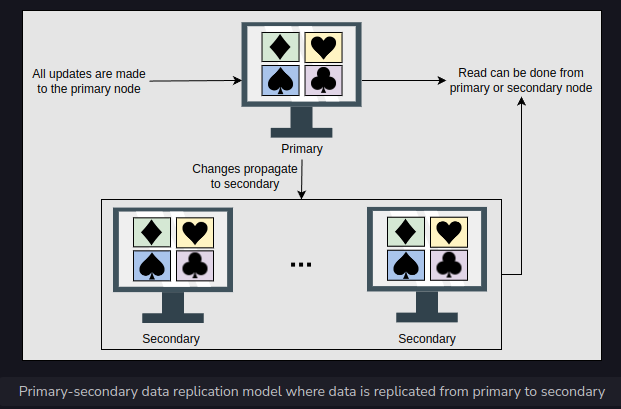 All updates are made
to the primary node
Read can be done from
primary or secondary node
Primary
Changes propagate
to secondary
...
Secondary
Secondary
Primary-secondary data replication model where data is replicated from primary to secondary